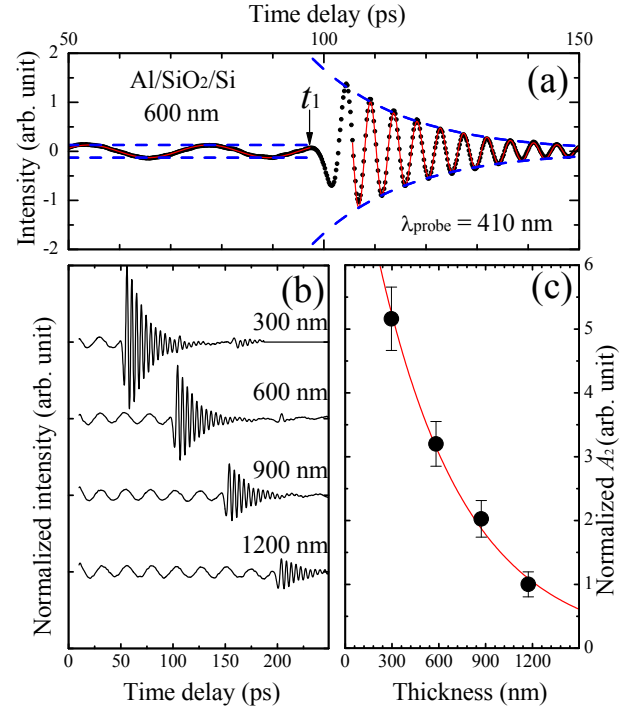 Time delay (ps)
50 100 150
Intensity (arb. unit)
2
1
0
-1
-2
Al/SiO₂/Si
600 nm
t₁
(a)
λprobe = 410 nm
Normalized intensity (arb. unit)
(b)
300 nm
600 nm
900 nm
1200 nm
0 50 100 150 200
Time delay (ps)
(c)
6
5
4
3
2
1
0
Normalized A₂ (arb. unit)
0 300 600 900 1200
Thickness (nm)